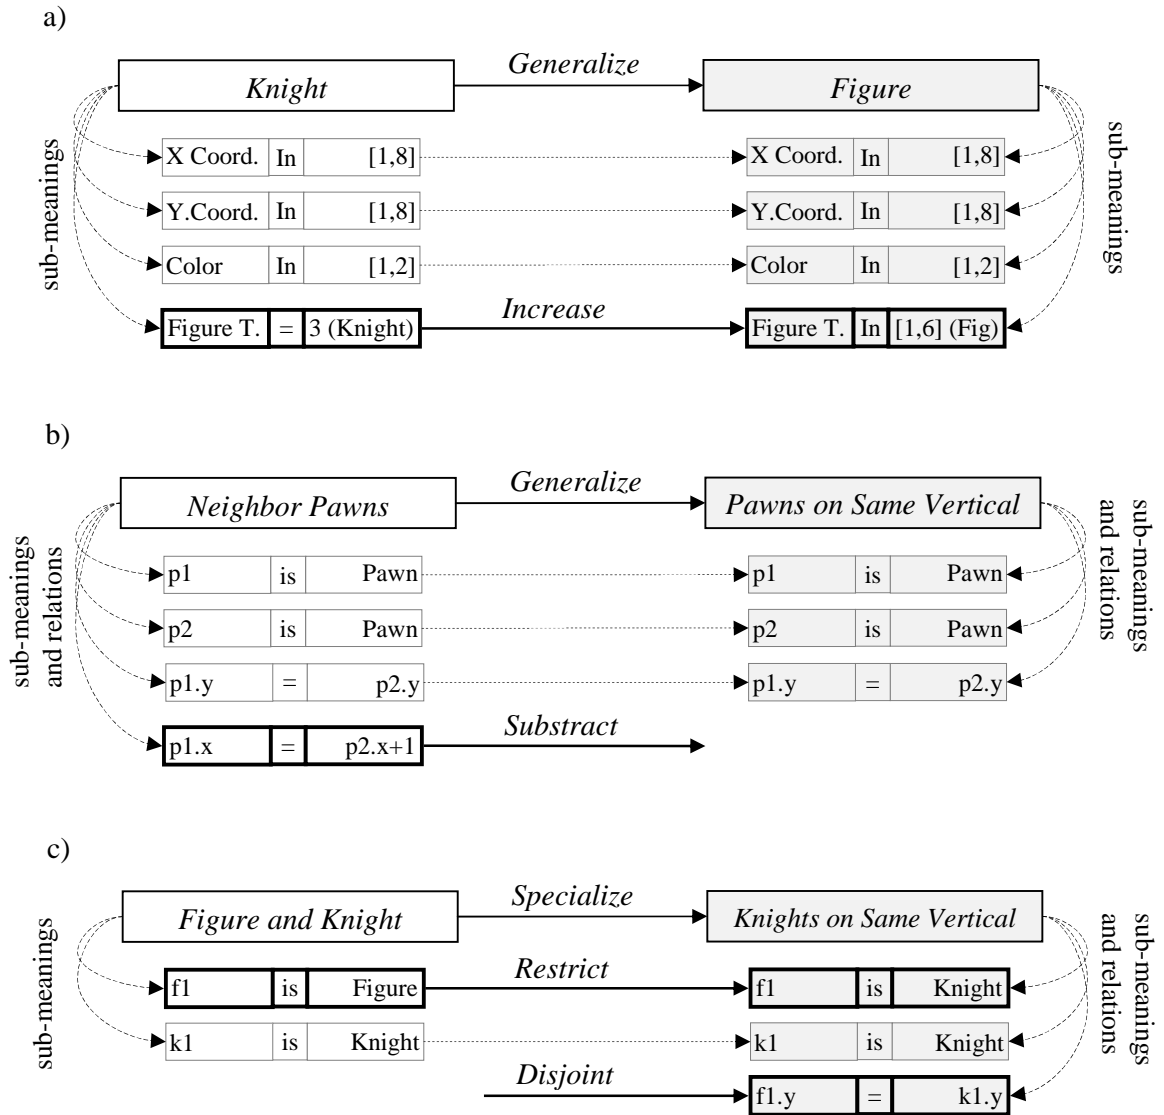 a)
Generalize
Knight
Figure
sub-meanings
X Coord. In [1,8]
X Coord. In [1,8]
Y.Coord. In [1,8]
Y.Coord. In [1,8]
Color In [1,2]
Color In [1,2]
Increase
Figure T. = 3 (Knight)
Figure T. In [1,6] (Fig)
sub-meanings
b)
Generalize
Neighbor Pawns
Pawns on Same Vertical
sub-meanings
and relations
p1 is Pawn
p1 is Pawn
p2 is Pawn
p2 is Pawn
p1.y = p2.y
p1.y = p2.y
Substract
p1.x = p2.x+1
sub-meanings
and relations
c)
Specialize
Figure and Knight
Knights on Same Vertical
sub-meanings
Restrict
f1 is Figure
f1 is Knight
k1 is Knight
k1 is Knight
Disjoint
f1.y = k1.y
sub-meanings
and relations